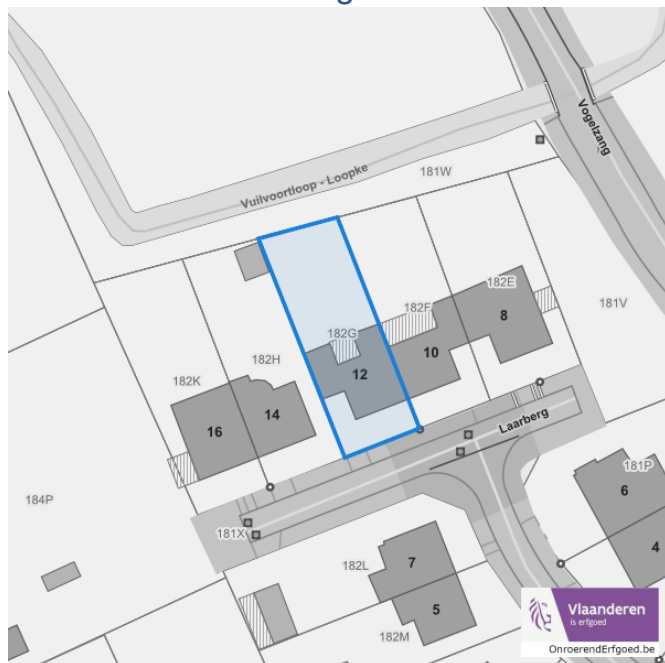 Vogelzang
Vuilvoortloop - Loopke
181W
182E
181V
182F
8
182G
10
182H
12
182K
14
16
Laarberg
181P
6
184P
4
181X
7
182L
5
182M
Vlaanderen
is erfgoed
OnroerendErfgoed.be